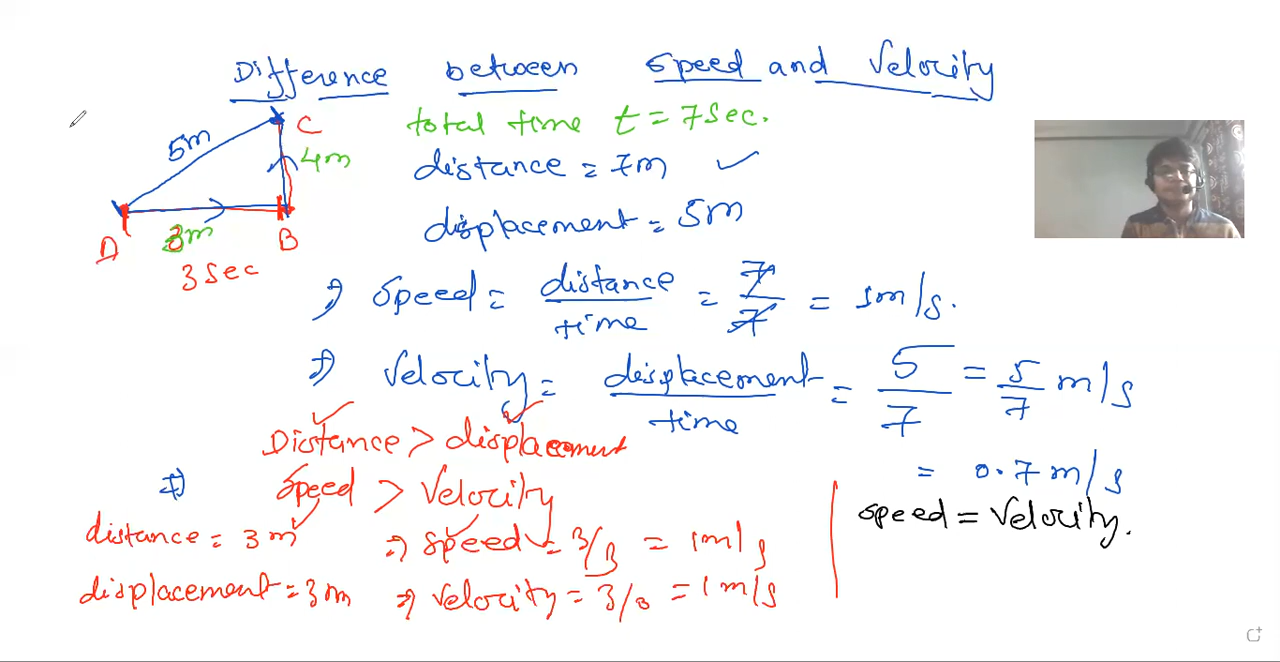 Difference between Speed and Velocity
total time t = 7sec.
5m
C
4m
distance = 7m ✓
displacement = 5m
A
3m
B
3 Sec
⇒ Speed = distance/time = 7/7 = 1m/s.
⇒ Velocity = displacement/time = 5/7 = 5/7 m/s
Distance > displacement
= 0.7 m/s
⇒ Speed > Velocity
Speed = Velocity.
distance = 3m ⇒ Speed = 3/3 = 1m/s
displacement = 3m ⇒ Velocity = 3/3 = 1m/s